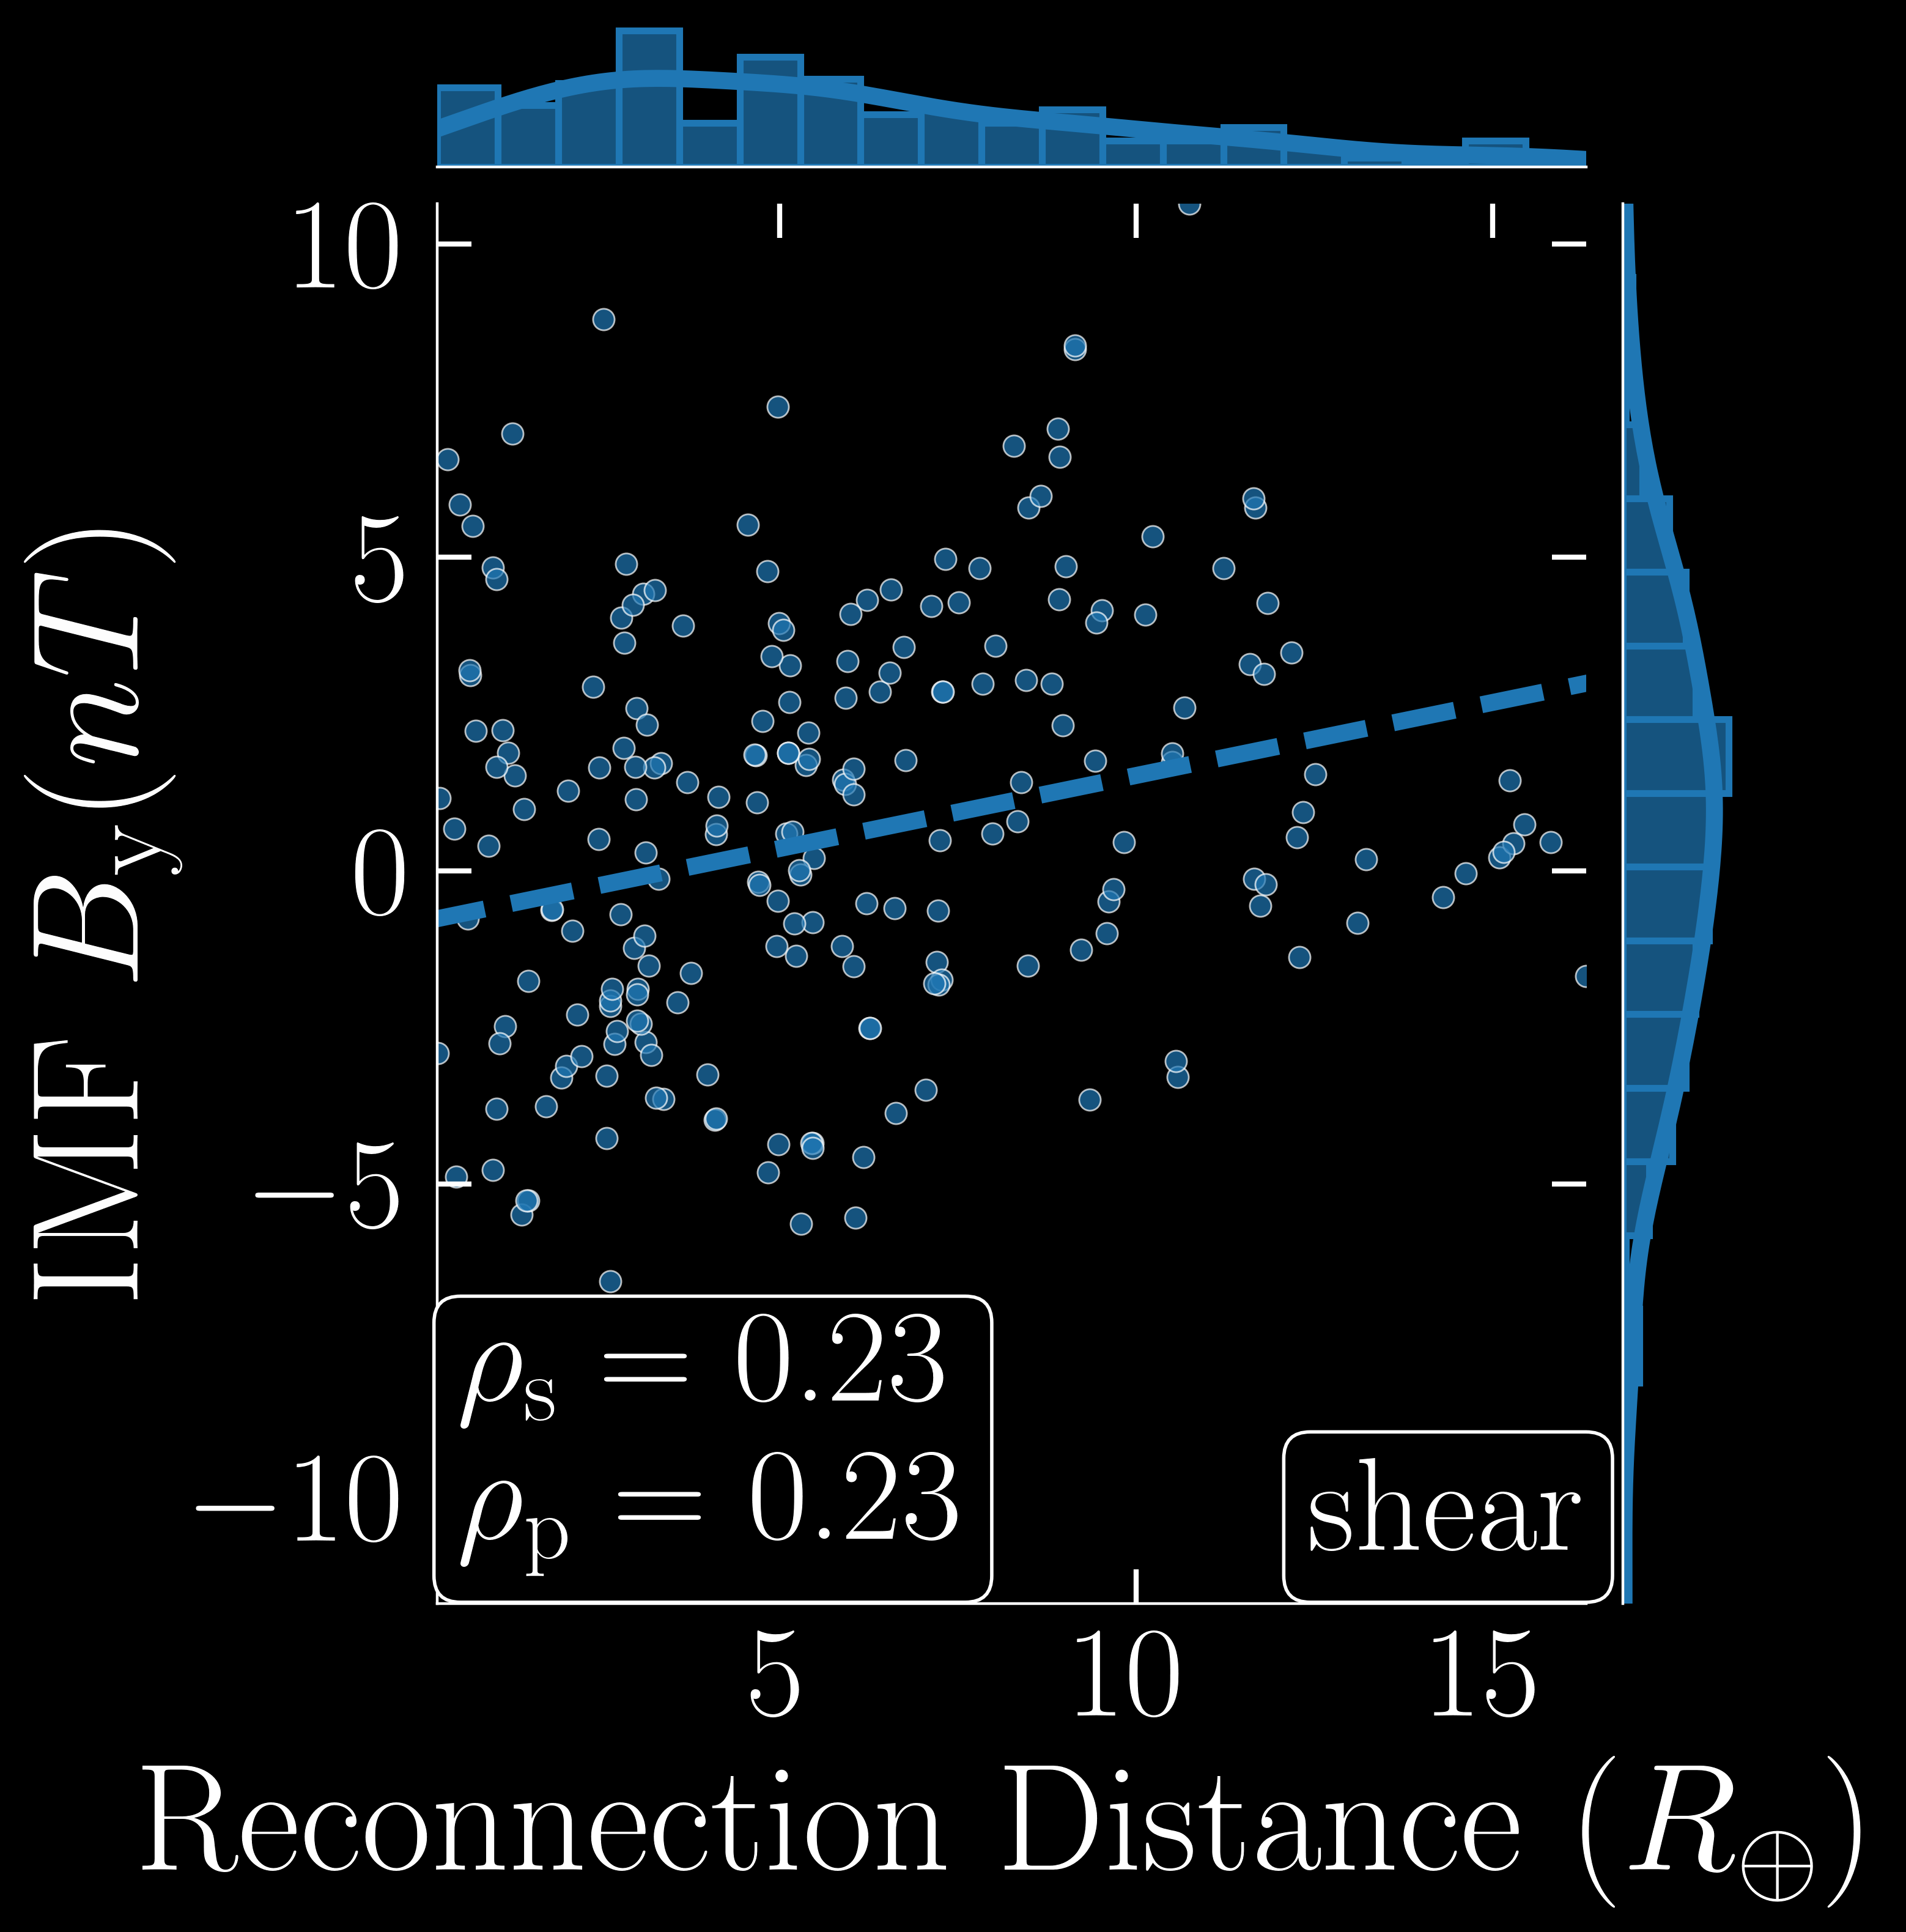 10
5
0
−5
−10
IMF B_y(nT)
ρ_s = 0.23
ρ_p = 0.23
shear
5 10 15
Reconnection Distance (R_⊕)